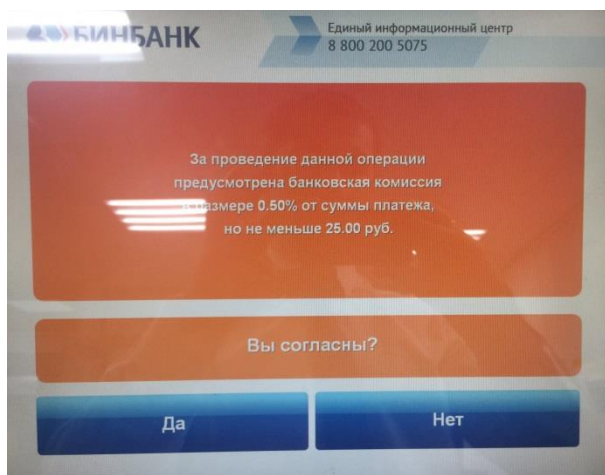 БИНБАНК
Единый информационный центр
8 800 200 5075
За проведение данной операции
предусмотрена банковская комиссия
в размере 0.50% от суммы платежа,
но не меньше 25.00 руб.
Вы согласны?
Да
Нет